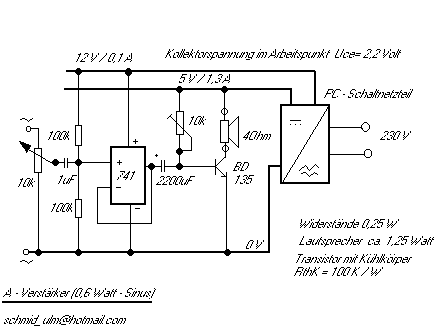 Kollektorspannung im Arbeitspunkt Uce= 2,2 Volt
12 V / 0,1 A
5 V / 1,3 A
PC - Schaltnetzteil
10k
100k
4Ohm
230 V
+
+
741
+
10k
1uF
2200uF
BD
135
100k
0 V
Widerstände 0,25 W
Lautsprecher ca. 1,25 Watt
Transistor mit Kühlkörper
RthK = 100 K / W
A - Verstärker (0,6 Watt - Sinus)
schmid_ulm@hotmail.com